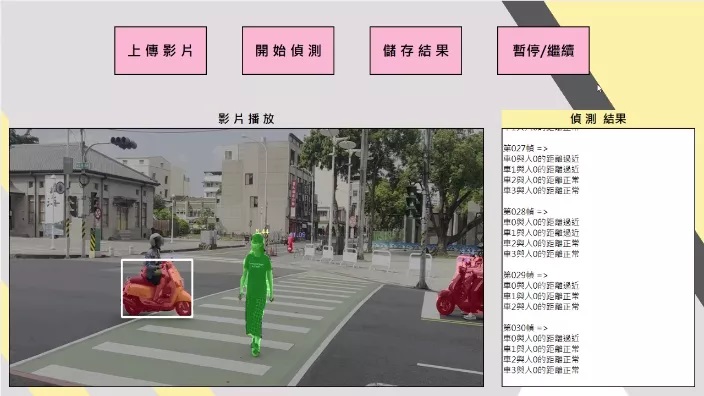 上傳影片
開始偵測
儲存結果
暫停/繼續
影片播放
偵測 結果
第027幀 =>
車0與人0的距離過近
車1與人0的距離過近
車2與人0的距離正常
車3與人0的距離正常
第028幀 =>
車0與人0的距離過近
車1與人0的距離過近
車2與人0的距離正常
車3與人0的距離正常
第029幀 =>
車0與人0的距離過近
車1與人0的距離正常
車2與人0的距離正常
第030幀 =>
車0與人0的距離過近
車1與人0的距離正常
車2與人0的距離正常
車3與人0的距離正常